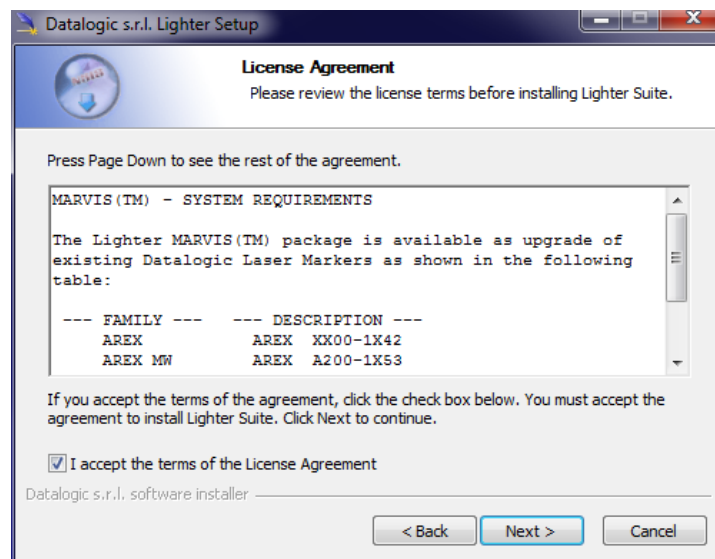 Datalogic s.r.l. Lighter Setup
License Agreement
Please review the license terms before installing Lighter Suite.
Press Page Down to see the rest of the agreement.
MARVIS(TM) - SYSTEM REQUIREMENTS
The Lighter MARVIS(TM) package is available as upgrade of
existing Datalogic Laser Markers as shown in the following
table:
--- FAMILY --- --- DESCRIPTION ---
AREX AREX XX00-1X42
AREX MW AREX A200-1X53
If you accept the terms of the agreement, click the check box below. You must accept the
agreement to install Lighter Suite. Click Next to continue.
I accept the terms of the License Agreement
Datalogic s.r.l. software installer
< Back Next > Cancel